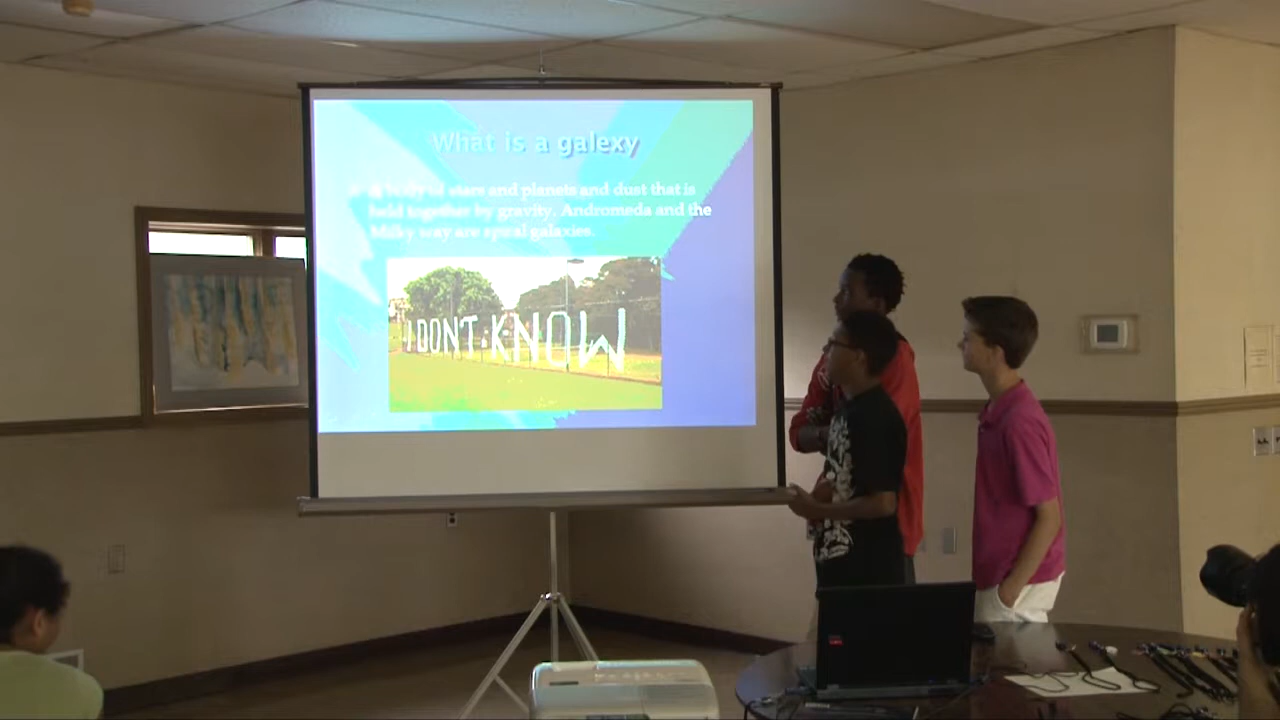 What is a galexy
A body of stars and planets and dust that is
held together by gravity. Andromeda and the
Milky way are spiral galaxies.
I DON'T KNOW